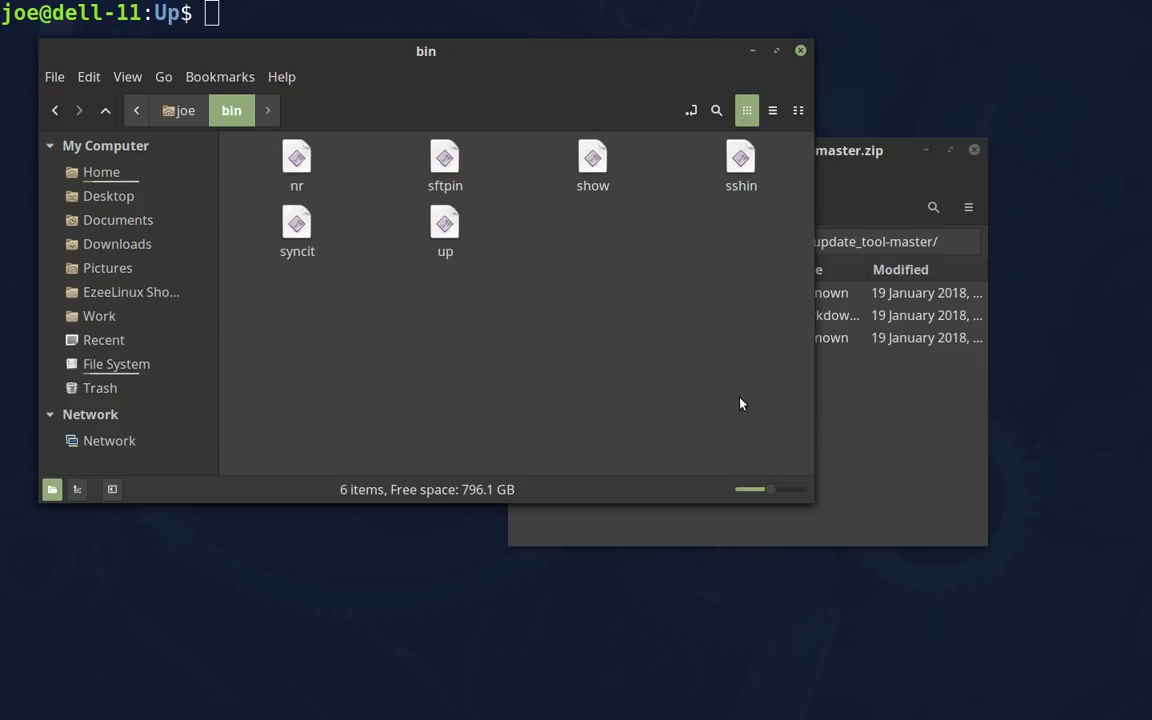 joe@dell-11:Up$
bin
File Edit View Go Bookmarks Help
joe bin
My Computer
Home
Desktop
Documents
Downloads
Pictures
EzeeLinux Sho...
Work
Recent
File System
Trash
Network
Network
nr sftpin show sshin
syncit up
6 items, Free space: 796.1 GB
master.zip
update_tool-master/
e Modified
nown 19 January 2018, ...
kdow... 19 January 2018, ...
nown 19 January 2018, ...